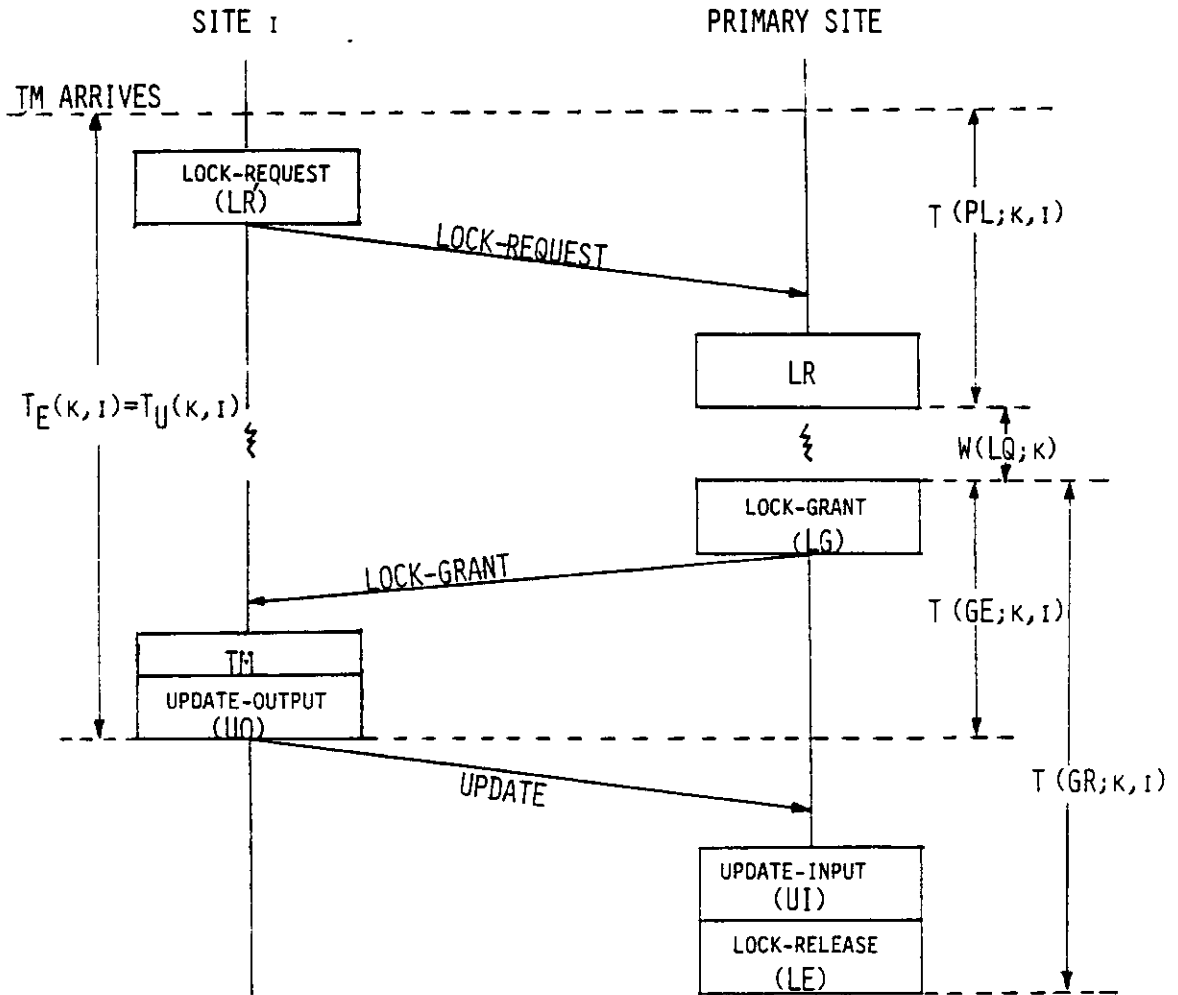 SITE I
PRIMARY SITE
TM ARRIVES
LOCK-REQUEST
(LR')
LOCK-REQUEST
T(PL;K,I)
LR
T_E(K,I)=T_U(K,I)
W(LQ;K)
LOCK-GRANT
(LG)
LOCK-GRANT
T(GE;K,I)
TM
UPDATE-OUTPUT
(UO)
UPDATE
T(GR;K,I)
UPDATE-INPUT
(UI)
LOCK-RELEASE
(LE)